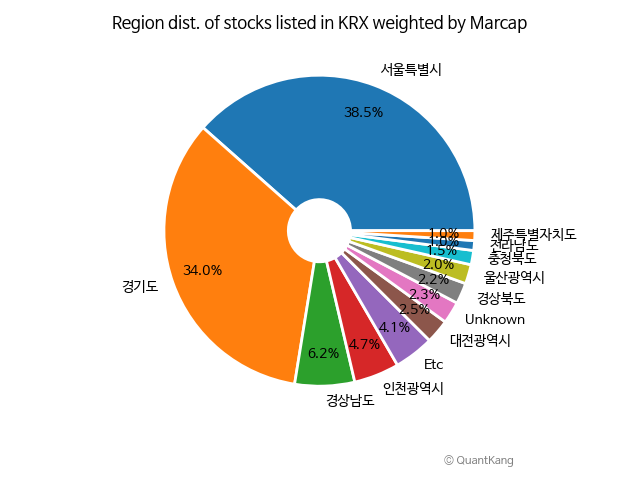 Region dist. of stocks listed in KRX weighted by Marcap
서울특별시
38.5%
경기도
34.0%
경상남도
6.2%
인천광역시
4.7%
Etc
4.1%
대전광역시
2.5%
Unknown
2.3%
경상북도
2.2%
울산광역시
2.0%
충청북도
1.5%
전라남도
1.0%
제주특별자치도
1.0%
© QuantKang